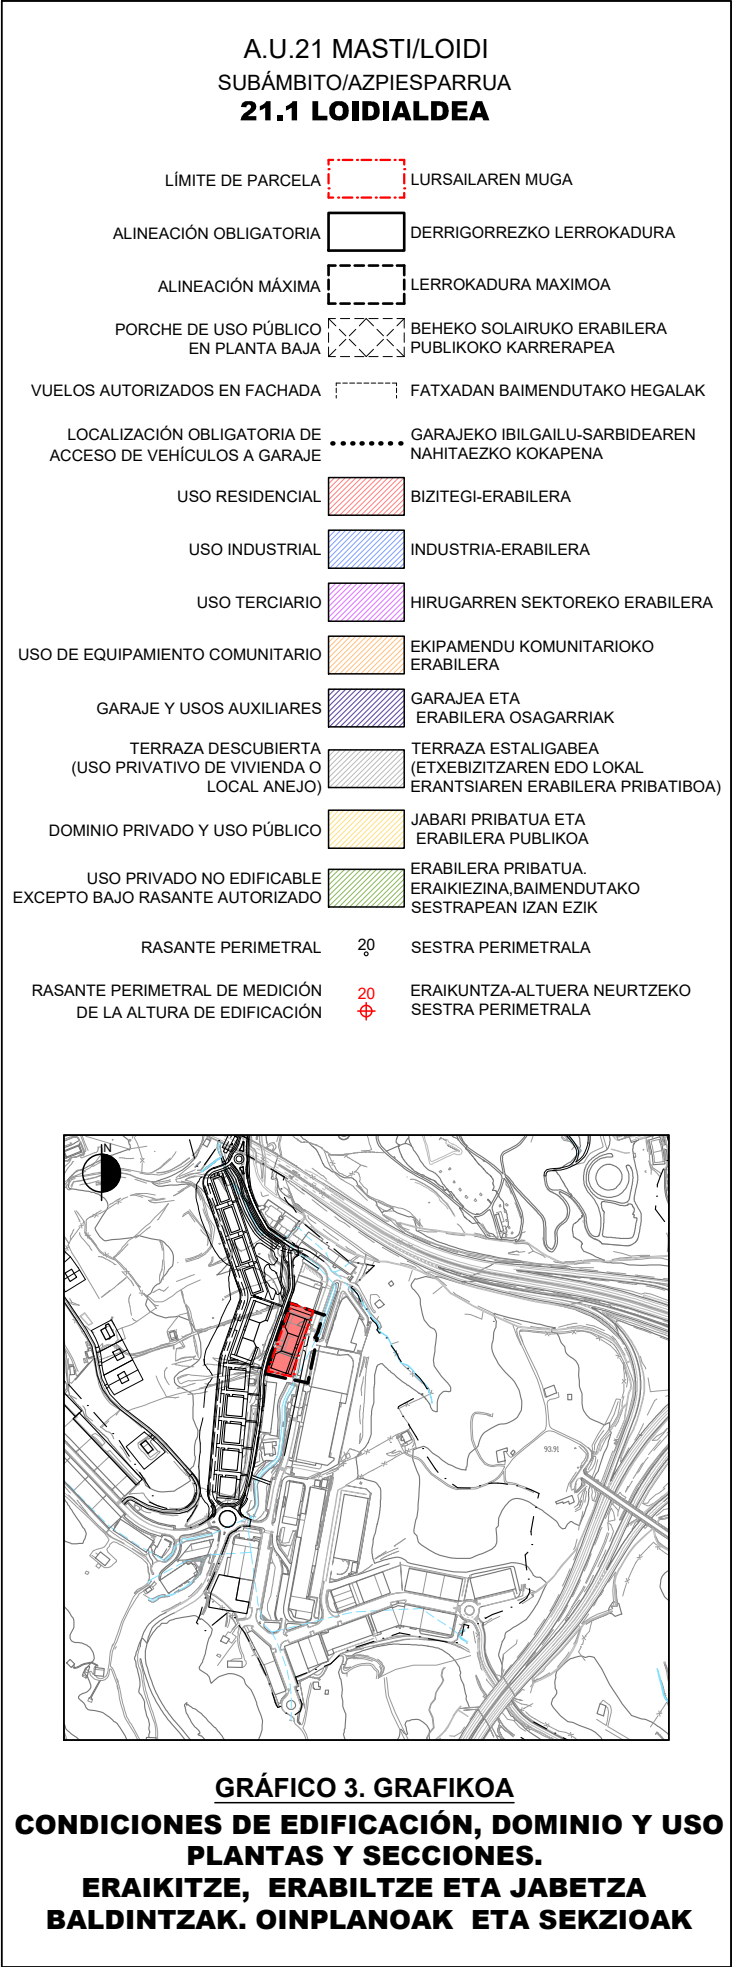 A.U.21 MASTI/LOIDI
SUBÁMBITO/AZPIESPARRUA
21.1 LOIDIALDEA
LÍMITE DE PARCELA
LURSAILAREN MUGA
ALINEACIÓN OBLIGATORIA
DERRIGORREZKO LERROKADURA
ALINEACIÓN MÁXIMA
LERROKADURA MAXIMOA
PORCHE DE USO PÚBLICO
EN PLANTA BAJA
BEHEKO SOLAIRUKO ERABILERA
PUBLIKOKO KARRERAPEA
VUELOS AUTORIZADOS EN FACHADA
FATXADAN BAIMENDUTAKO HEGALAK
LOCALIZACIÓN OBLIGATORIA DE
ACCESO DE VEHÍCULOS A GARAJE
GARAJEKO IBILGAILU-SARBIDEAREN
NAHITAEZKO KOKAPENA
USO RESIDENCIAL
BIZITEGI-ERABILERA
USO INDUSTRIAL
INDUSTRIA-ERABILERA
USO TERCIARIO
HIRUGARREN SEKTOREKO ERABILERA
USO DE EQUIPAMIENTO COMUNITARIO
EKIPAMENDU KOMUNITARIOKO
ERABILERA
GARAJE Y USOS AUXILIARES
GARAJEA ETA
ERABILERA OSAGARRIAK
TERRAZA DESCUBIERTA
(USO PRIVATIVO DE VIVIENDA O
LOCAL ANEJO)
TERRAZA ESTALIGABEA
(ETXEBIZITZAREN EDO LOKAL
ERANTSIAREN ERABILERA PRIBATIBOA)
DOMINIO PRIVADO Y USO PÚBLICO
JABARI PRIBATUA ETA
ERABILERA PUBLIKOA
USO PRIVADO NO EDIFICABLE
EXCEPTO BAJO RASANTE AUTORIZADO
ERABILERA PRIBATUA.
ERAIKIEZINA,BAIMENDUTAKO
SESTRAPEAN IZAN EZIK
RASANTE PERIMETRAL
20
SESTRA PERIMETRALA
RASANTE PERIMETRAL DE MEDICIÓN
DE LA ALTURA DE EDIFICACIÓN
20
ERAIKUNTZA-ALTUERA NEURTZEKO
SESTRA PERIMETRALA
N
93.91
GRÁFICO 3. GRAFIKOA
CONDICIONES DE EDIFICACIÓN, DOMINIO Y USO
PLANTAS Y SECCIONES.
ERAIKITZE, ERABILTZE ETA JABETZA
BALDINTZAK. OINPLANOAK ETA SEKZIOAK